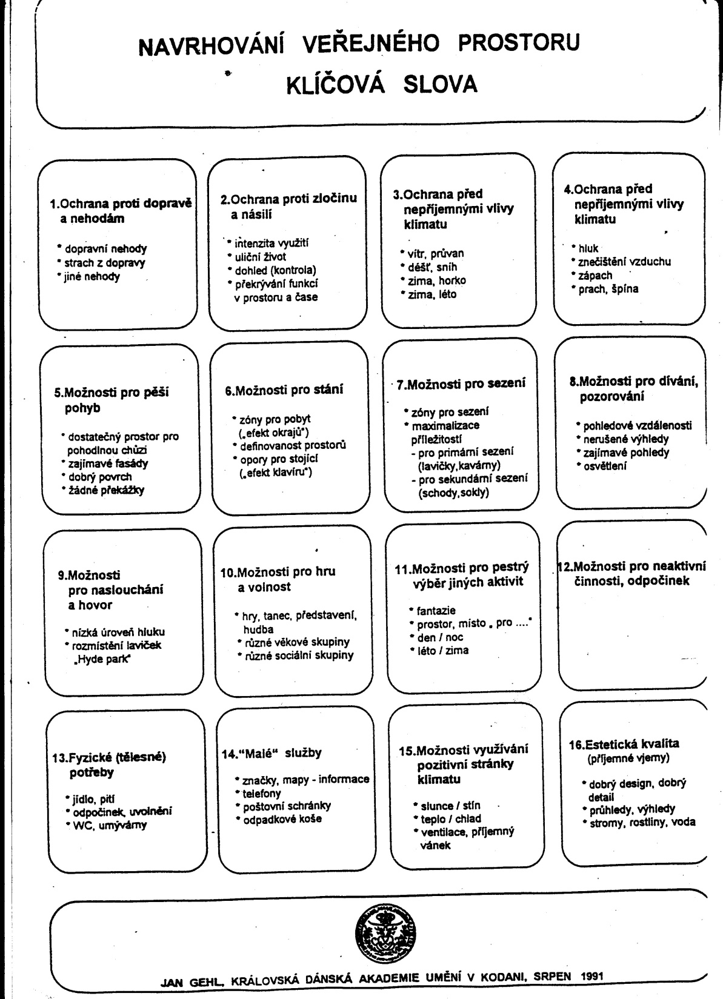 NAVRHOVÁNÍ VEŘEJNÉHO PROSTORU
KLÍČOVÁ SLOVA
1.Ochrana proti dopravě
a nehodám
* dopravní nehody
* strach z dopravy
* jiné nehody
2.Ochrana proti zločinu
a násilí
* intenzita využití
* uliční život
* dohled (kontrola)
* překrývání funkcí
v prostoru a čase
3.Ochrana před
nepříjemnými vlivy
klimatu
* vítr, průvan
* déšť, sníh
* zima, horko
* zima, léto
4.Ochrana před
nepříjemnými vlivy
klimatu
* hluk
* znečištění vzduchu
* zápach
* prach, špína
5.Možnosti pro pěší
pohyb
* dostatečný prostor pro
pohodlnou chůzi
* zajímavé fasády
* dobrý povrch
* žádné překážky
6.Možnosti pro stání
* zóny pro pobyt
(„efekt okrajů“)
* definovanost prostorů
* opory pro stojící
(„efekt klavíru“)
7.Možnosti pro sezení
* zóny pro sezení
* maximalizace
příležitostí
- pro primární sezení
(lavičky,kavárny)
- pro sekundární sezení
(schody,sokly)
8.Možnosti pro dívání,
pozorování
* pohledové vzdálenosti
* nerušené výhledy
* zajímavé pohledy
* osvětlení
9.Možnosti
pro naslouchání
a hovor
* nízká úroveň hluku
* rozmístění laviček
„Hyde park“
10.Možnosti pro hru
a volnost
* hry, tanec, představení,
hudba
* různé věkové skupiny
* různé sociální skupiny
11.Možnosti pro pestrý
výběr jiných aktivit
* fantazie
* prostor, místo „ pro ....“
* den / noc
* léto / zima
12.Možnosti pro neaktivní
činnosti, odpočinek
13.Fyzické (tělesné)
potřeby
* jídlo, pití
* odpočinek, uvolnění
* WC, umývárny
14.“Malé“ služby
* značky, mapy - informace
* telefony
* poštovní schránky
* odpadkové koše
15.Možnosti využívání
pozitivní stránky
klimatu
* slunce / stín
* teplo / chlad
* ventilace, příjemný
vánek
16.Estetická kvalita
(příjemné vjemy)
* dobrý design, dobrý
detail
* průhledy, výhledy
* stromy, rostliny, voda
JAN GEHL, KRÁLOVSKÁ DÁNSKÁ AKADEMIE UMĚNÍ V KODANI, SRPEN 1991